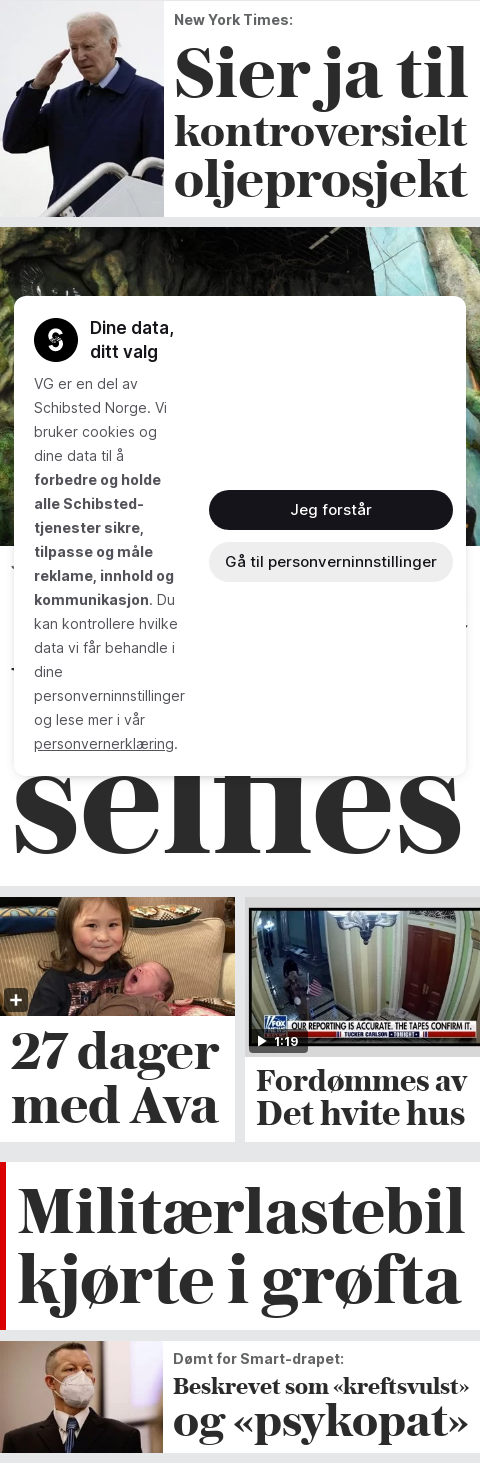 New York Times:
Sier ja til
kontroversielt
oljeprosjekt
Dine data,
ditt valg
VG er en del av
Schibsted Norge. Vi
bruker cookies og
dine data til å
forbedre og holde
alle Schibsted-
tjenester sikre,
tilpasse og måle
reklame, innhold og
kommunikasjon. Du
kan kontrollere hvilke
data vi får behandle i
dine
personverninnstillinger
og lese mer i vår
personvernerklæring.
Jeg forstår
Gå til personverninnstillinger
selfies
27 dager
med Ava
OUR REPORTING IS ACCURATE. THE TAPES CONFIRM IT.
TUCKER CARLSON TONIGHT
1:19
Fordømmes av
Det hvite hus
Militærlastebil
kjørte i grøfta
Dømt for Smart-drapet:
Beskrevet som «kreftsvulst»
og «psykopat»